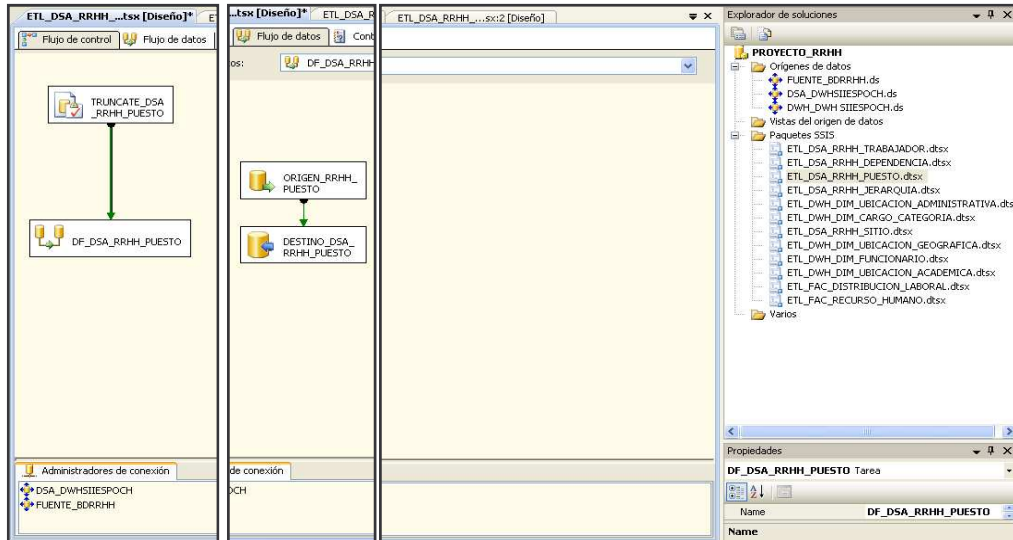 ETL_DSA_RRHH_...tsx [Diseño]*
Flujo de control
Flujo de datos
TRUNCATE_DSA
_RRHH_PUESTO
DF_DSA_RRHH_PUESTO
Administradores de conexión
DSA_DWHSIIESPOCH
FUENTE_BDRRHH
...tsx [Diseño]*
ETL_DSA_R
Flujo de datos
Cont
os:
DF_DSA_RRHH
ORIGEN_RRHH_
PUESTO
DESTINO_DSA_
RRHH_PUESTO
de conexión
OCH
ETL_DSA_RRHH_...sx:2 [Diseño]
Explorador de soluciones
PROYECTO_RRHH
Orígenes de datos
FUENTE_BDRRHH.ds
DSA_DWHSIIESPOCH.ds
DWH_DWH SIIESPOCH.ds
Vistas del origen de datos
Paquetes SSIS
ETL_DSA_RRHH_TRABAJADOR.dtsx
ETL_DSA_RRHH_DEPENDENCIA.dtsx
ETL_DSA_RRHH_PUESTO.dtsx
ETL_DSA_RRHH_JERARQUIA.dtsx
ETL_DWH_DIM_UBICACION_ADMINISTRATIVA.dts
ETL_DWH_DIM_CARGO_CATEGORIA.dtsx
ETL_DSA_RRHH_SITIO.dtsx
ETL_DWH_DIM_UBICACION_GEOGRAFICA.dtsx
ETL_DWH_DIM_FUNCIONARIO.dtsx
ETL_DWH_DIM_UBICACION_ACADEMICA.dtsx
ETL_FAC_DISTRIBUCION_LABORAL.dtsx
ETL_FAC_RECURSO_HUMANO.dtsx
Varios
Propiedades
DF_DSA_RRHH_PUESTO Tarea
Name DF_DSA_RRHH_PUESTO
Name